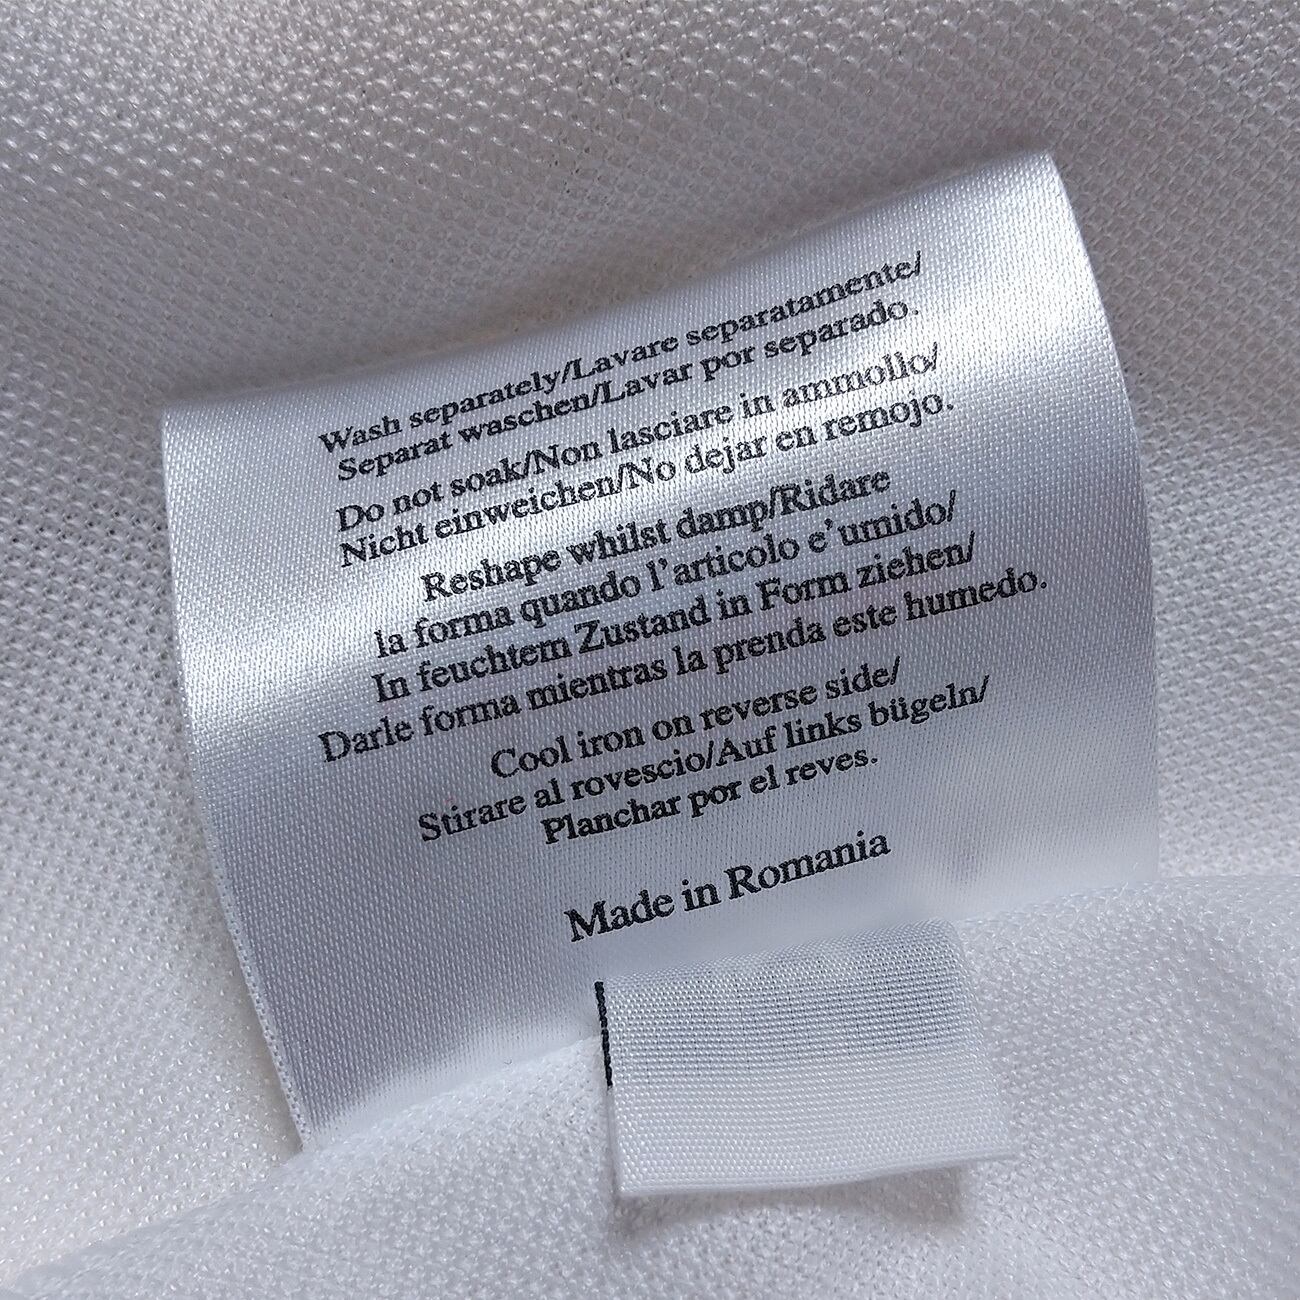 Wash separately/Lavare separatamente/
Separat waschen/Lavar por separado.
Do not soak/Non lasciare in ammollo/
Nicht einweichen/No dejar en remojo.
Reshape whilst damp/Ridare
la forma quando l'articolo e'umido/
In feuchtem Zustand in Form ziehen/
Darle forma mientras la prenda este humedo.
Cool iron on reverse side/
Stirare al rovescio/Auf links bügeln/
Planchar por el reves.
Made in Romania